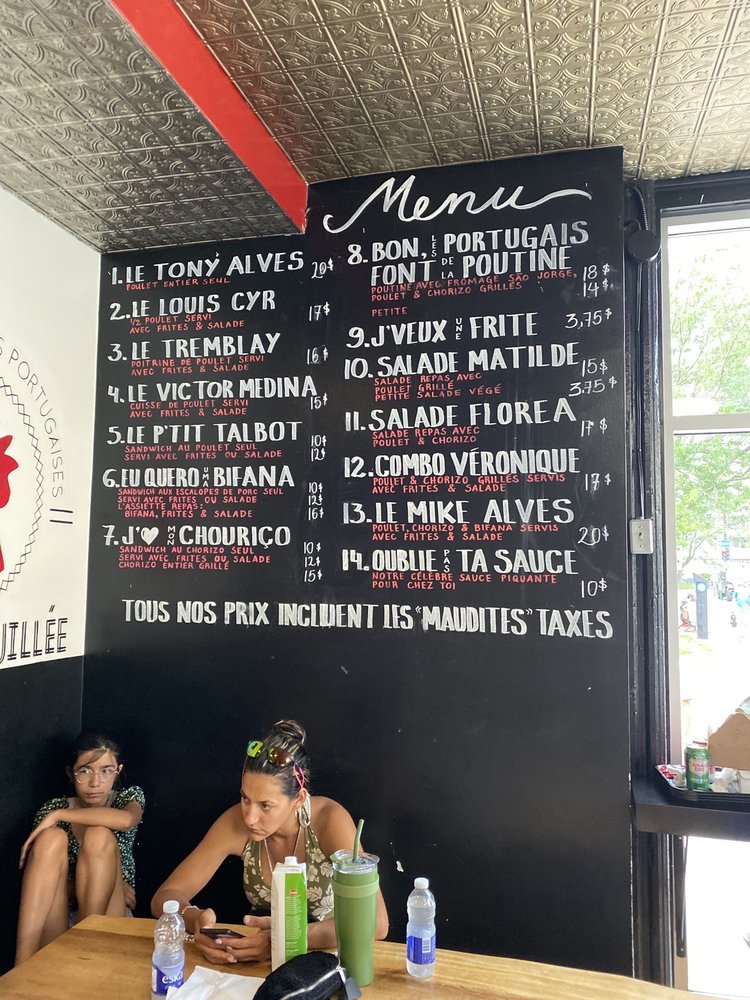 Menu
1. LE TONY ALVES 20$
POULET ENTIER SEUL
2. LE LOUIS CYR 17$
1/2 POULET SERVI
AVEC FRITES & SALADE
3. LE TREMBLAY 16$
POITRINE DE POULET SERVI
AVEC FRITES & SALADE
4. LE VICTOR MEDINA 15$
CUISSE DE POULET SERVI
AVEC FRITES & SALADE
5. LE P'TIT TALBOT
SANDWICH AU POULET SEUL 10$
SERVI AVEC FRITES OU SALADE 12$
6. EU QUERO UMA BIFANA
SANDWICH AUX ESCALOPES DE PORC SEUL 10$
SERVI AVEC FRITES OU SALADE 12$
L'ASSIETTE REPAS:
BIFANA, FRITES & SALADE 16$
7. J'♥ MON CHOURIÇO
SANDWICH AU CHORIZO SEUL 10$
SERVI AVEC FRITES OU SALADE 12$
CHORIZO ENTIER GRILLÉ 15$
8. BON, LES PORTUGAIS
FONT DE LA POUTINE
POUTINE AVEC FROMAGE SÃO JORGE, 18$
POULET & CHORIZO GRILLÉS 14$
PETITE
9. J'VEUX UNE FRITE 3,75$
10. SALADE MATILDE
SALADE REPAS AVEC 15$
POULET GRILLÉ
PETITE SALADE VÉGÉ 3.75$
11. SALADE FLOREA
SALADE REPAS AVEC 17$
POULET & CHORIZO
12. COMBO VÉRONIQUE
POULET & CHORIZO GRILLÉS SERVIS 17$
AVEC FRITES & SALADE
13. LE MIKE ALVES
POULET, CHORIZO & BIFANA SERVIS
AVEC FRITES & SALADE 20$
14. OUBLIE PAS TA SAUCE
NOTRE CÉLÈBRE SAUCE PIQUANTE
POUR CHEZ TOI 10$
TOUS NOS PRIX INCLUENT LES "MAUDITES" TAXES
PORTUGAISES
UILLÉE
eska